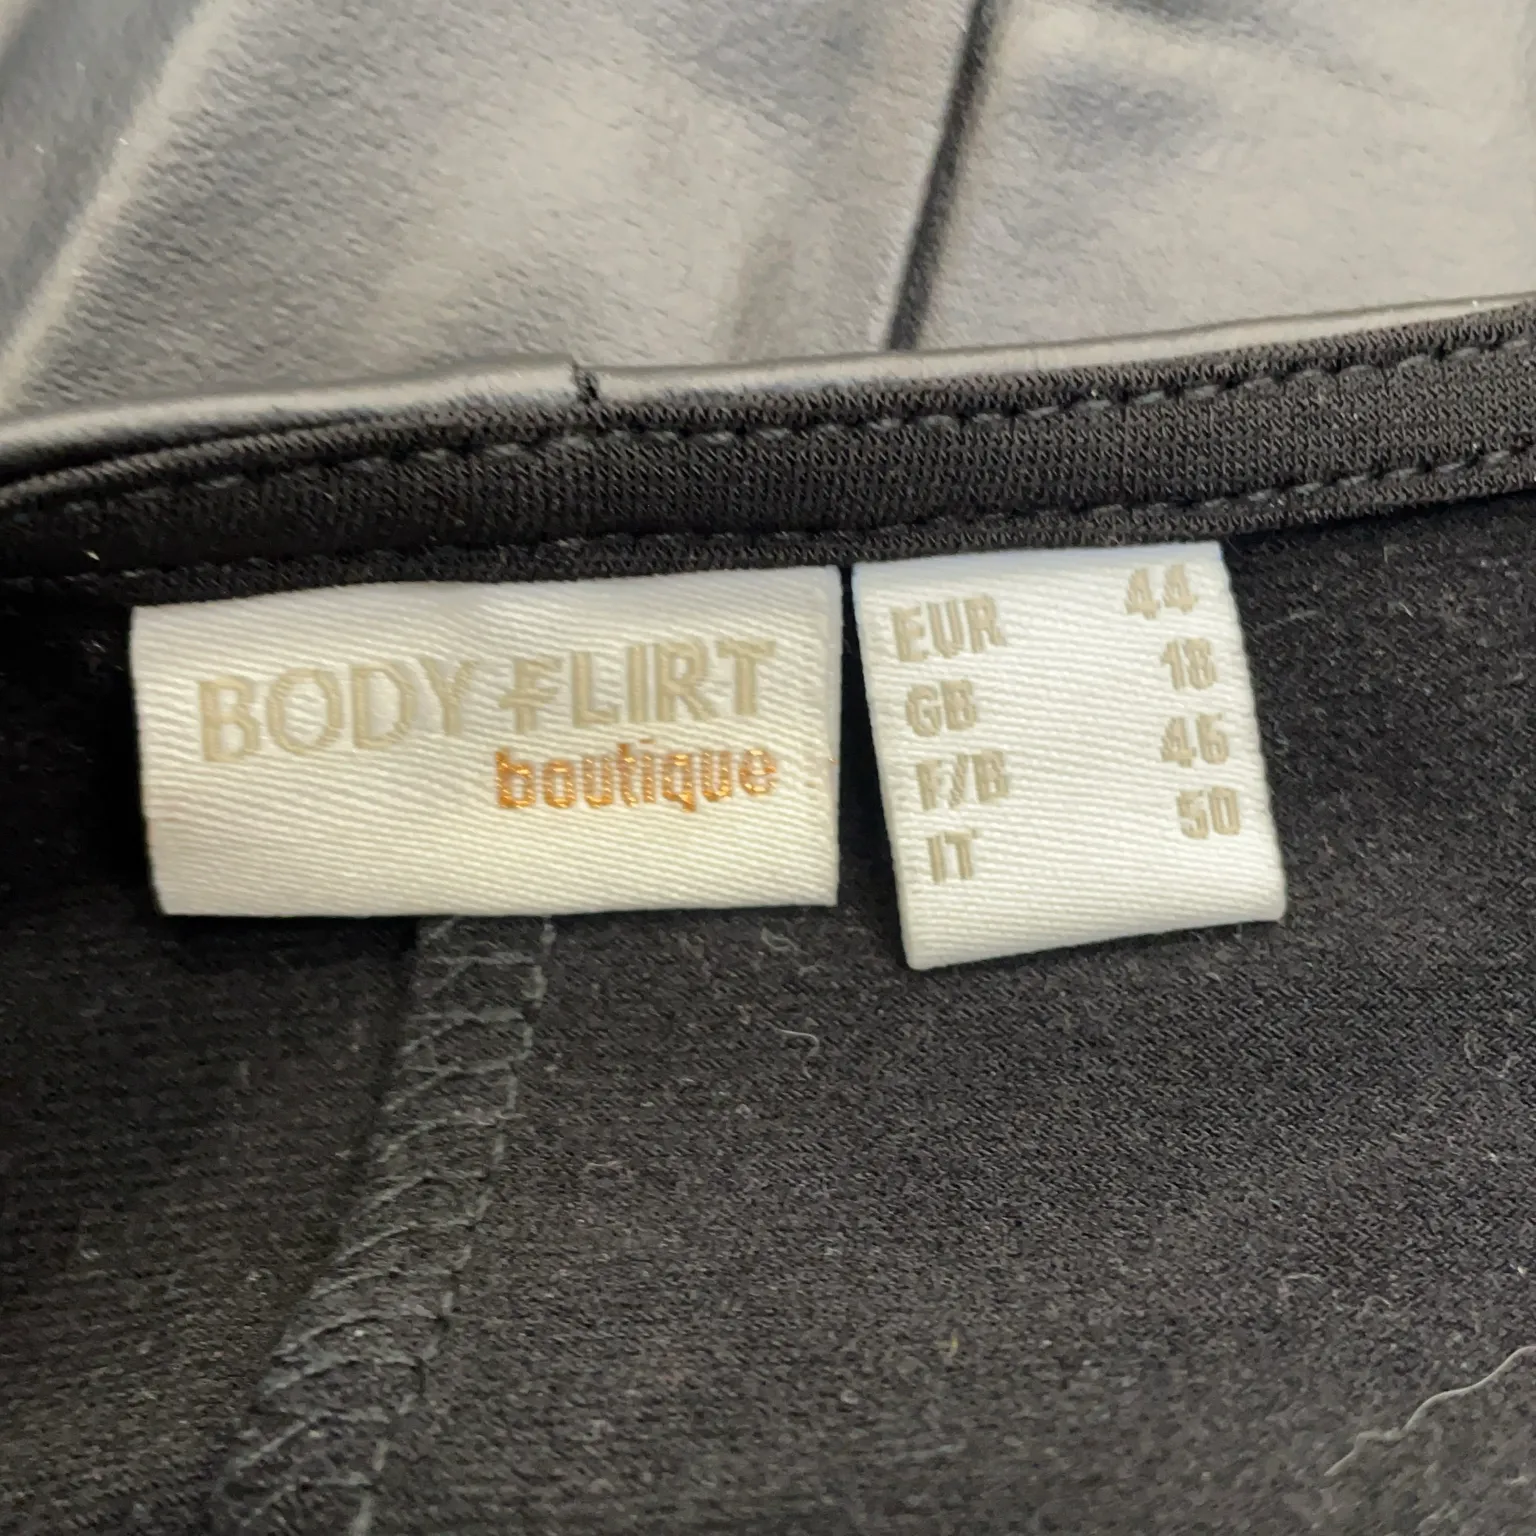 BODY FLIRT
boutique
EUR 44
GB 18
F/B 46
IT 50